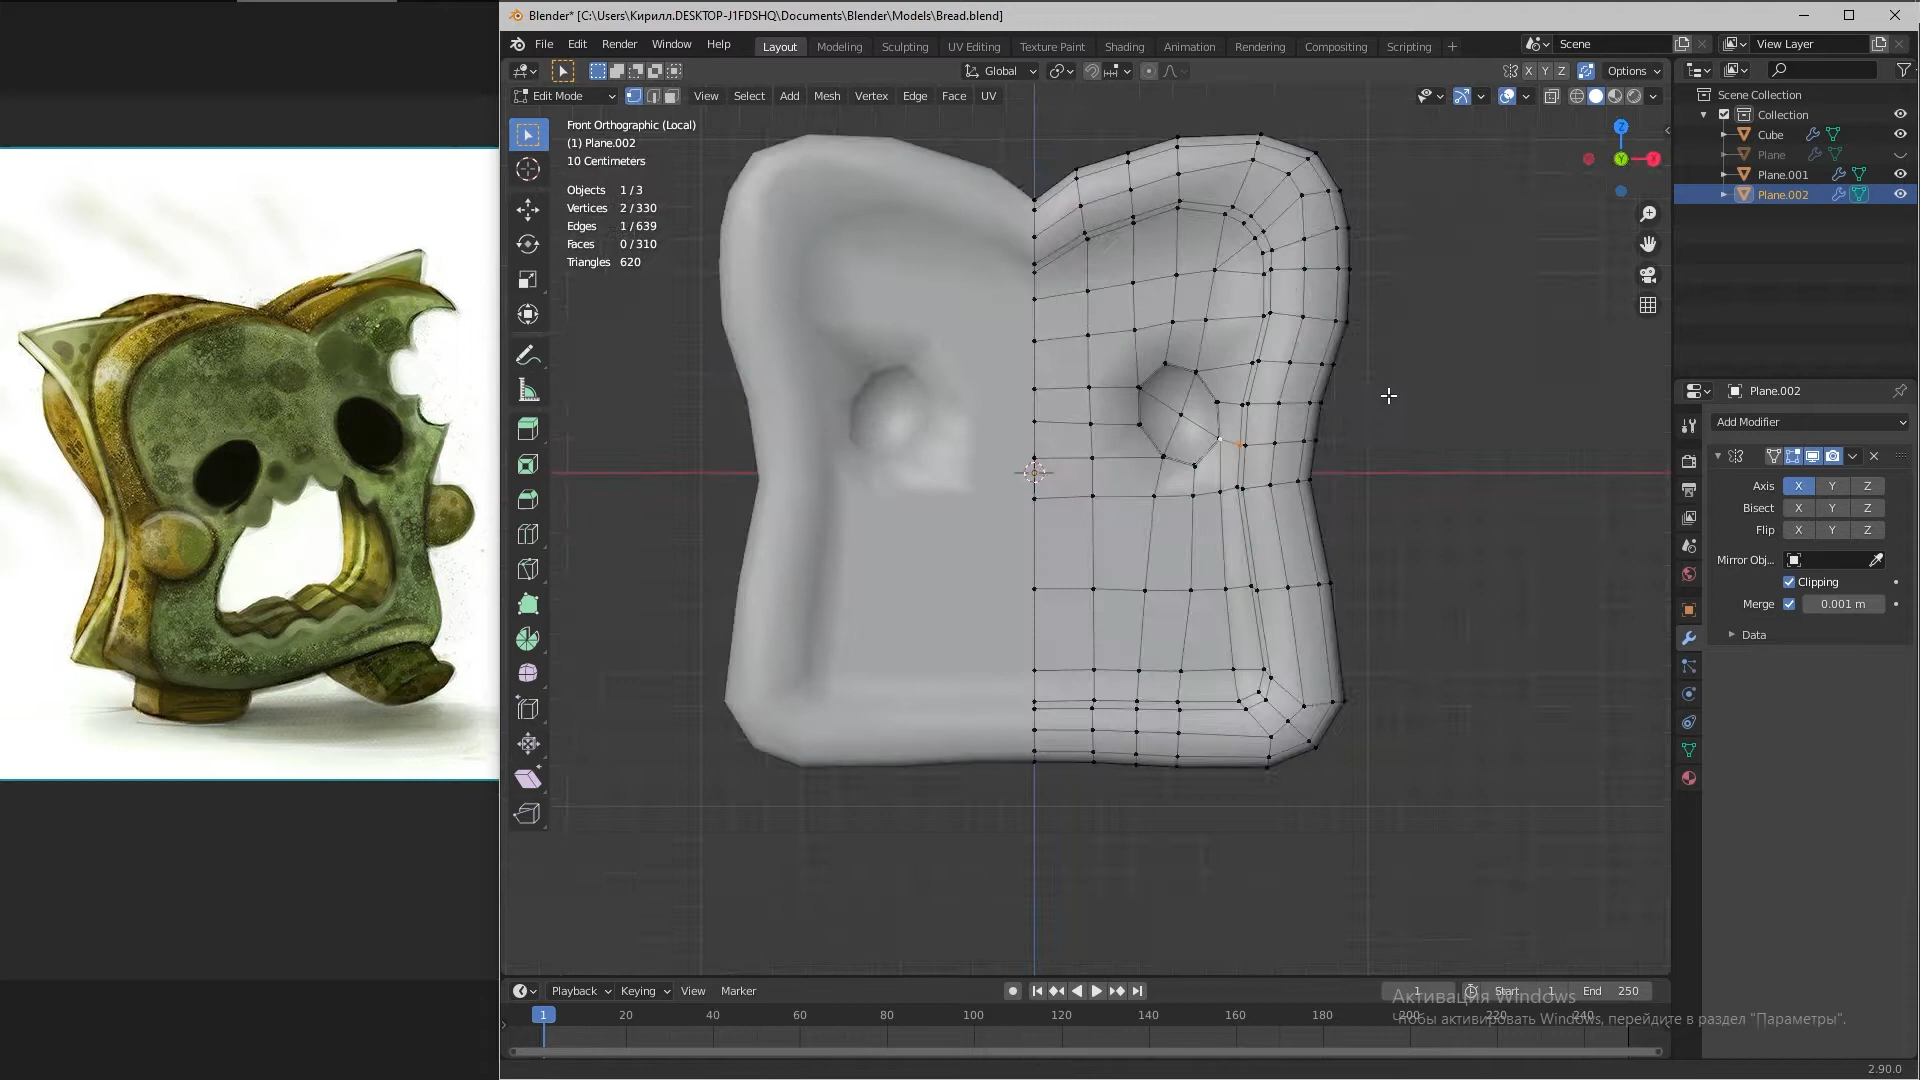 Blender* [C:\Users\Кирилл.DESKTOP-J1FDSHQ\Documents\Blender\Models\Bread.blend]
File Edit Render Window Help Layout Modeling Sculpting UV Editing Texture Paint Shading Animation Rendering Compositing Scripting + Scene View Layer
Global X Y Z Options
Edit Mode View Select Add Mesh Vertex Edge Face UV
Scene Collection
Collection
Cube
Plane
Plane.001
Plane.002
Front Orthographic (Local)
(1) Plane.002
10 Centimeters
Objects 1 / 3
Vertices 2 / 330
Edges 1 / 639
Faces 0 / 310
Triangles 620
Z
Y
X
Plane.002
Add Modifier
Axis X Y Z
Bisect X Y Z
Flip X Y Z
Mirror Obj...
Clipping
Merge 0.001 m
Data
Playback Keying View Marker 1 Start 1 End 250
1 20 40 60 80 100 120 140 160 180 200 220 240
Активация Windows
Чтобы активировать Windows, перейдите в раздел "Параметры".
2.90.0